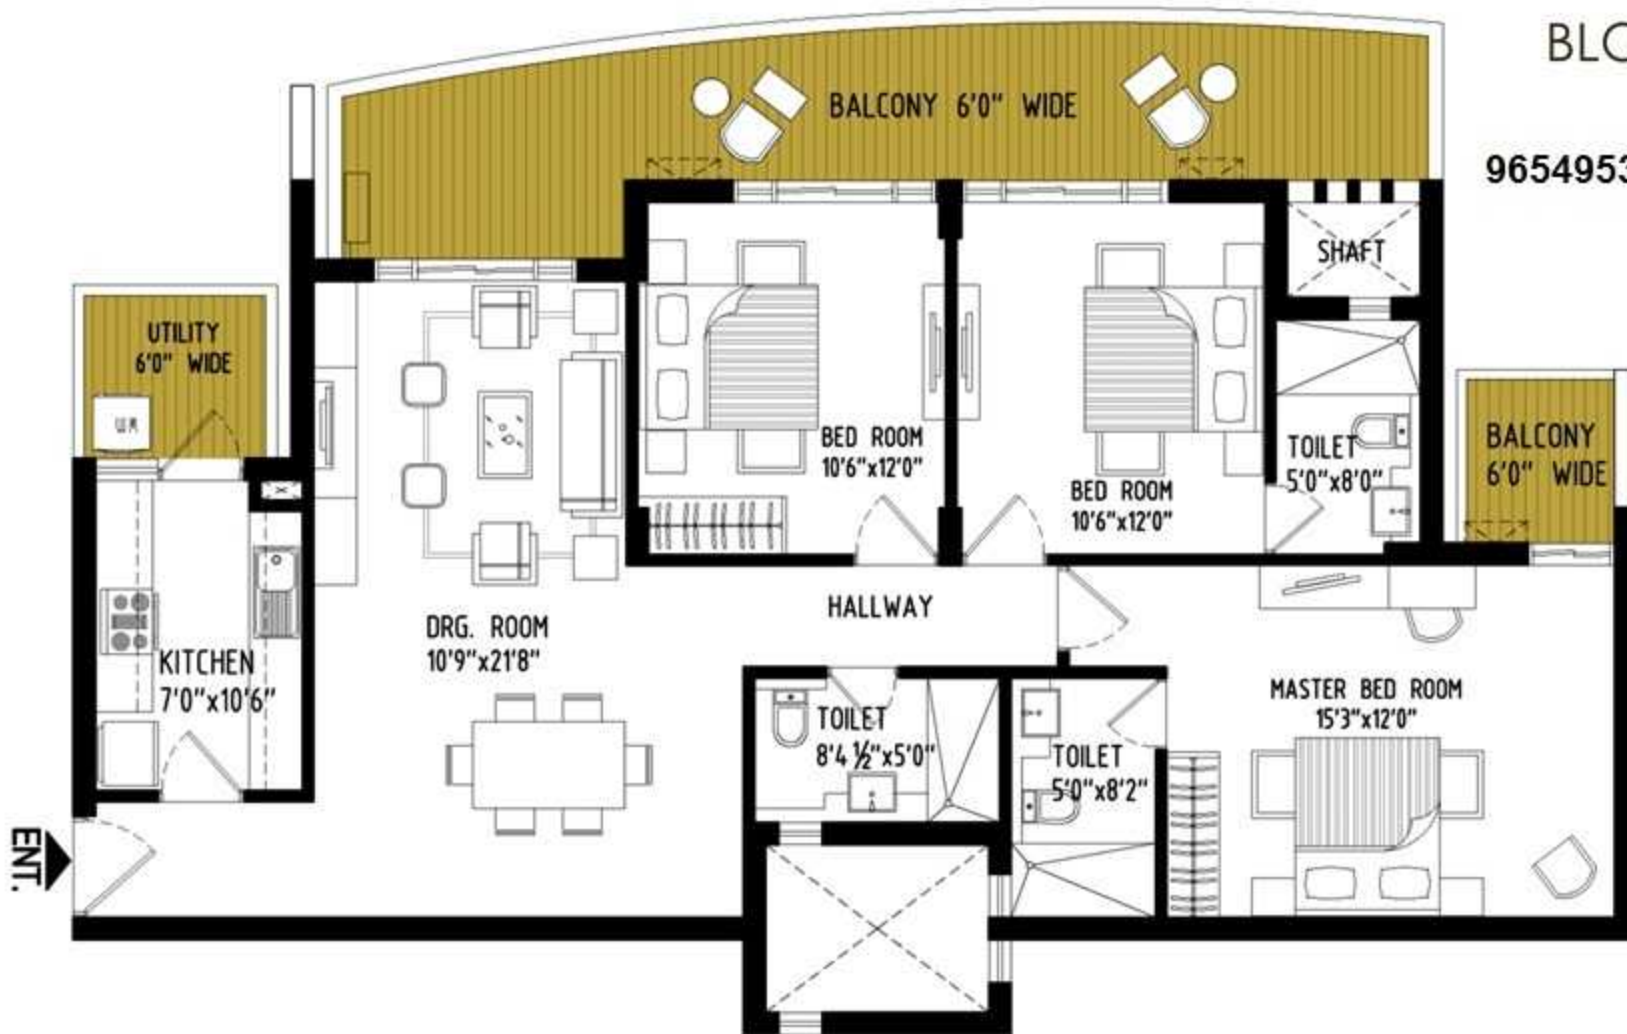 BLO
9654953
BALCONY 6'0" WIDE
SHAFT
UTILITY
6'0" WIDE
BED ROOM
10'6"x12'0"
BED ROOM
10'6"x12'0"
TOILET
5'0"x8'0"
BALCONY
6'0" WIDE
HALLWAY
DRG. ROOM
10'9"x21'8"
KITCHEN
7'0"x10'6"
MASTER BED ROOM
15'3"x12'0"
TOILET
8'4 ½"x5'0"
TOILET
5'0"x8'2"
ENT.